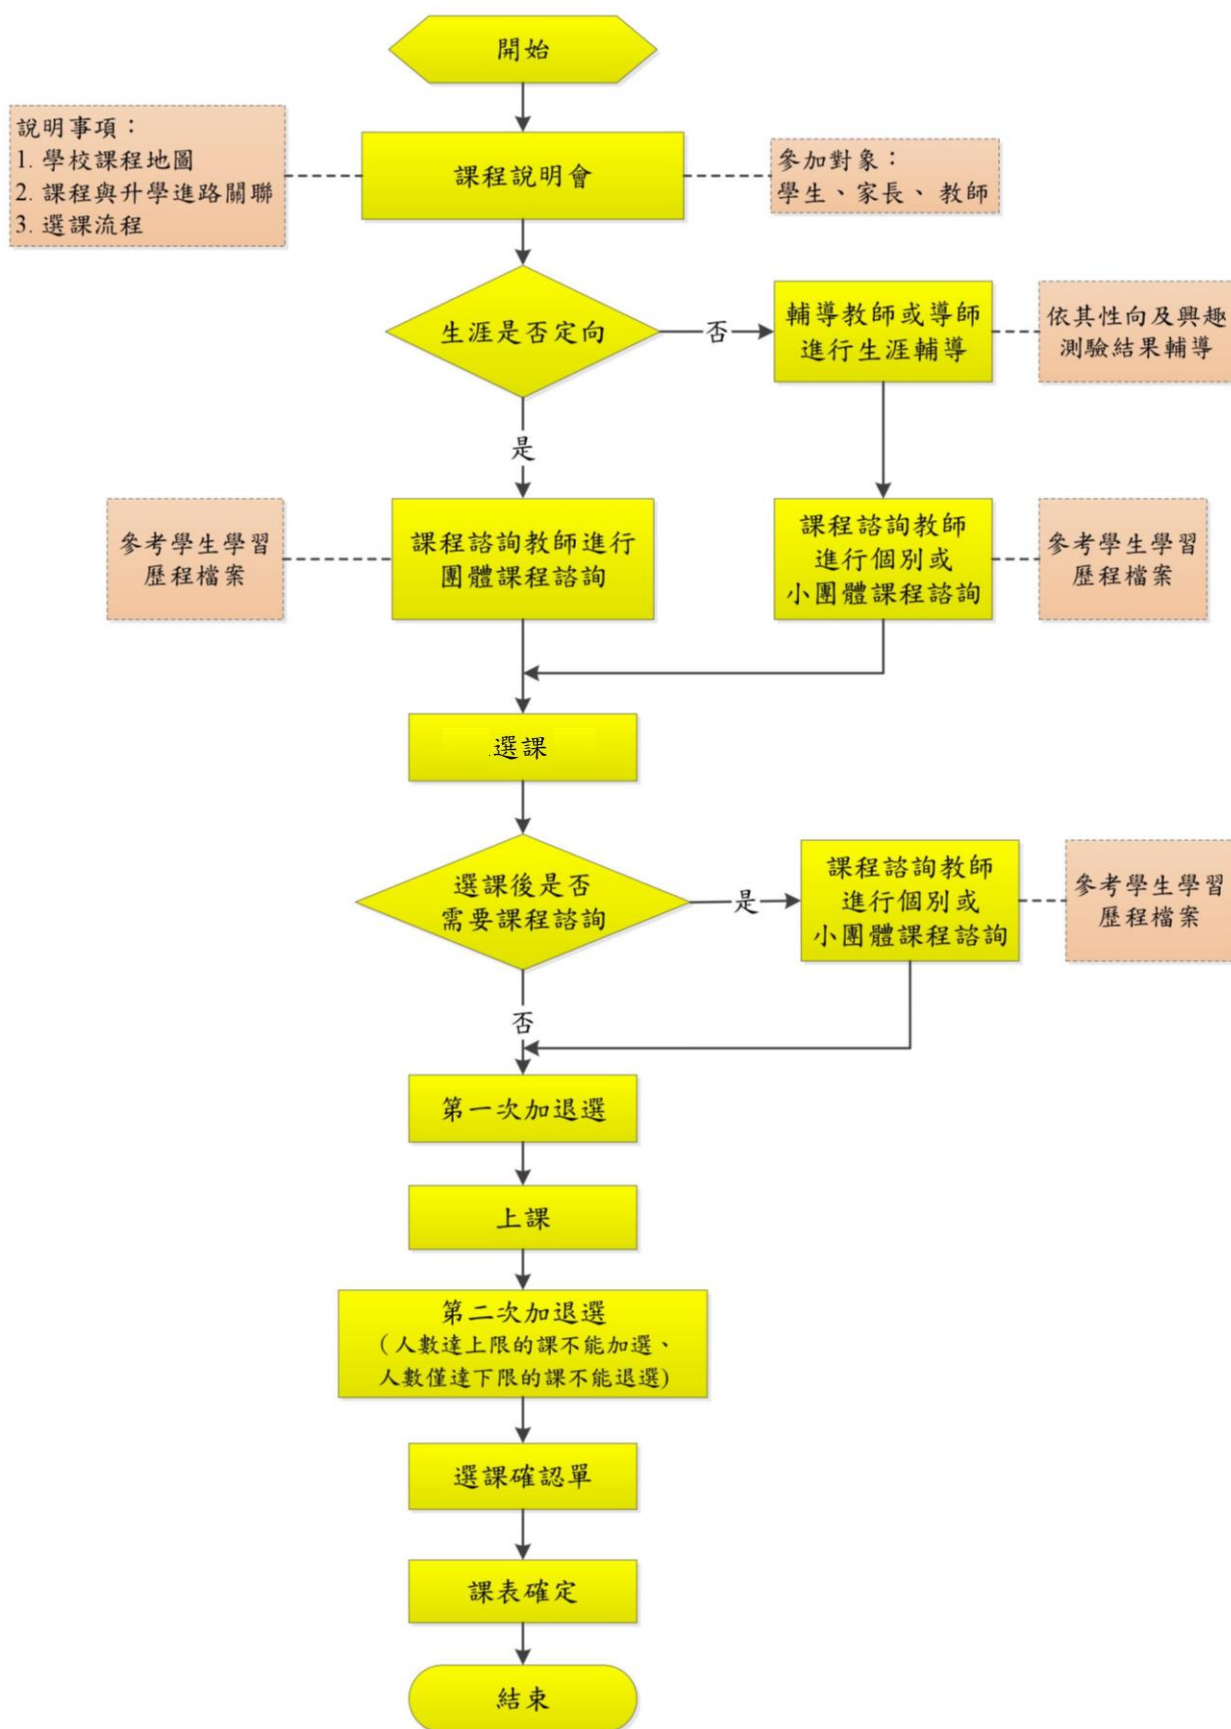 開始
說明事項：
1. 學校課程地圖
2. 課程與升學進路關聯
3. 選課流程
課程說明會
參加對象：
學生、家長、 教師
生涯是否定向
否
輔導教師或導師
進行生涯輔導
依其性向及興趣
測驗結果輔導
是
參考學生學習
歷程檔案
課程諮詢教師進行
團體課程諮詢
課程諮詢教師
進行個別或
小團體課程諮詢
參考學生學習
歷程檔案
選課
選課後是否
需要課程諮詢
是
課程諮詢教師
進行個別或
小團體課程諮詢
參考學生學習
歷程檔案
否
第一次加退選
上課
第二次加退選
（人數達上限的課不能加選、
人數僅達下限的課不能退選)
選課確認單
課表確定
結束